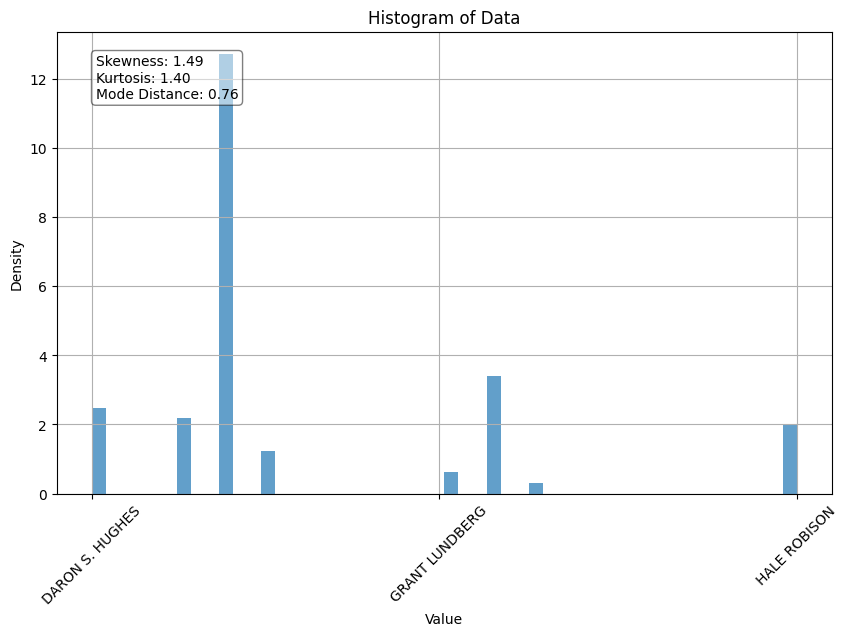 Histogram of Data
Skewness: 1.49
Kurtosis: 1.40
Mode Distance: 0.76
12
10
8
6
4
2
0
Density
DARON S. HUGHES
GRANT LUNDBERG
HALE ROBISON
Value